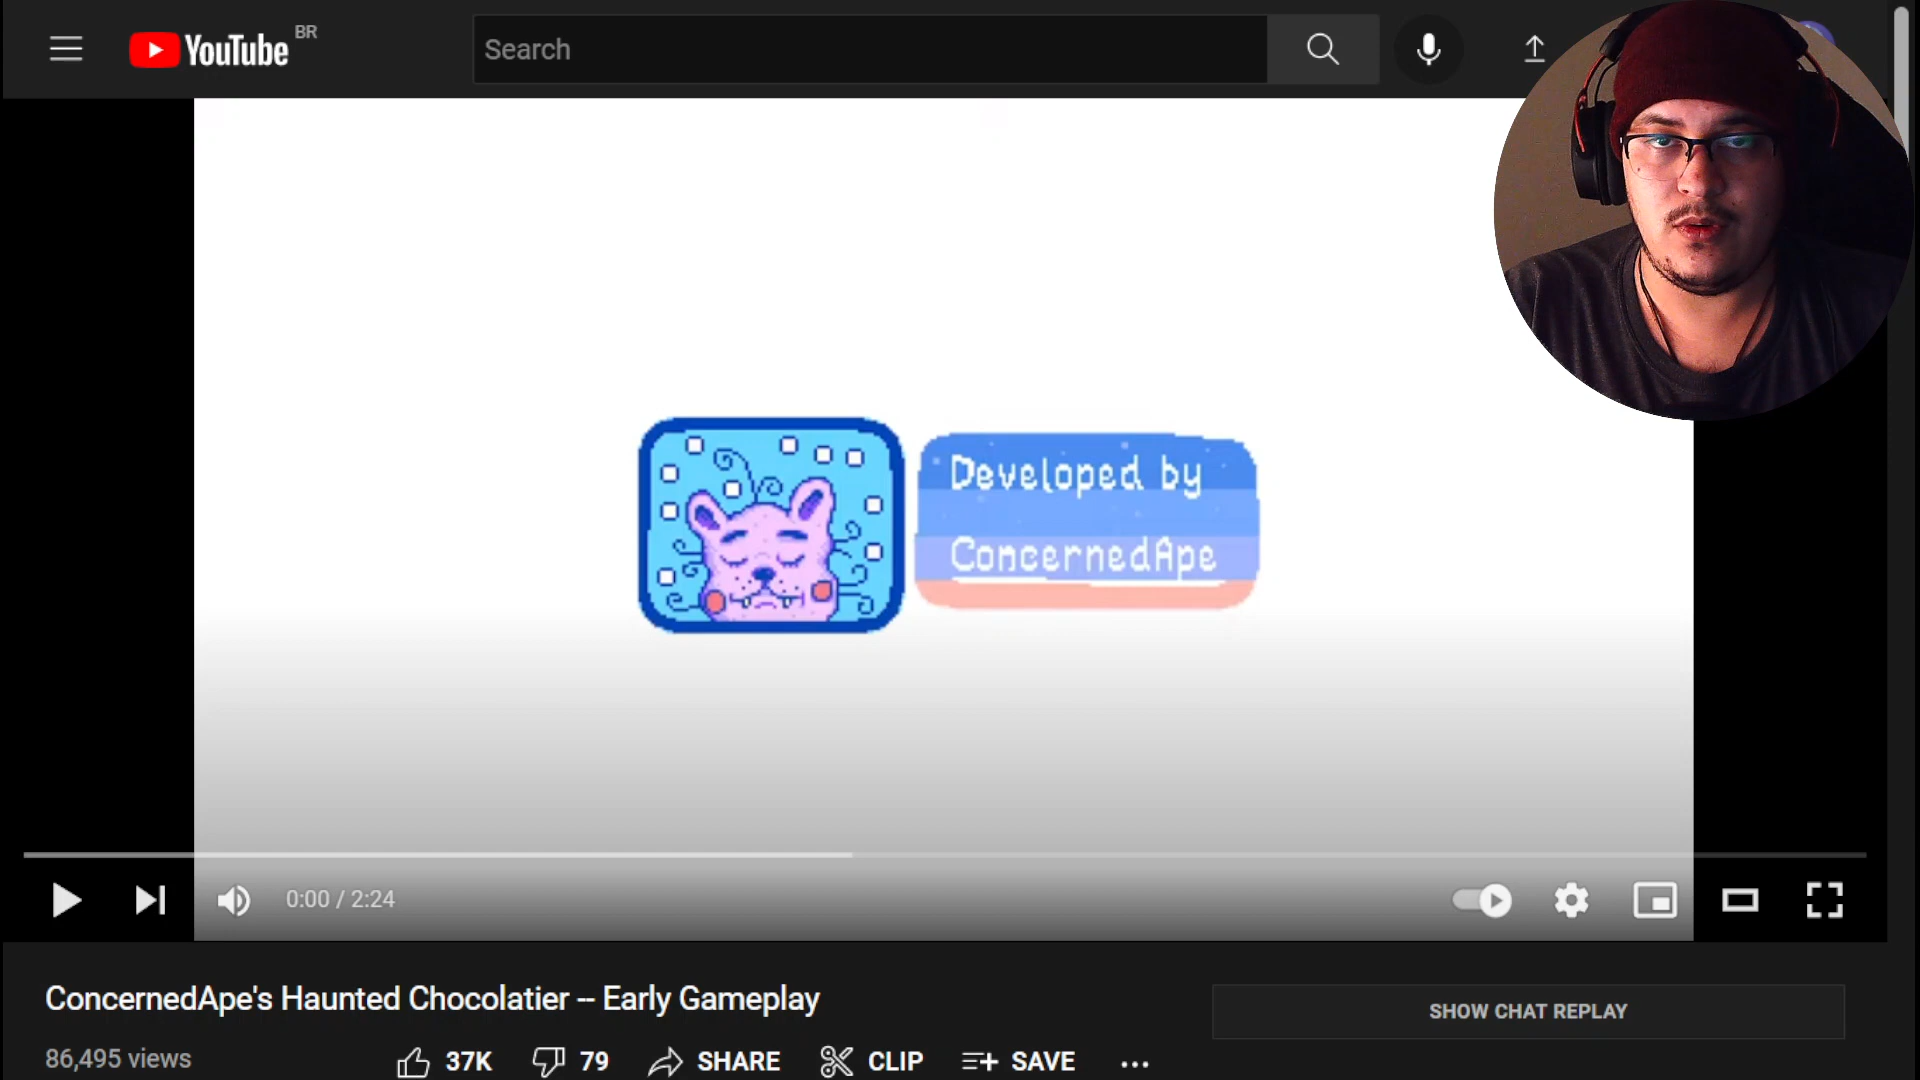 YouTube BR
Search
Developed by
ConcernedApe
0:00 / 2:24
ConcernedApe's Haunted Chocolatier -- Early Gameplay
SHOW CHAT REPLAY
86,495 views
37K
79
SHARE
CLIP
SAVE